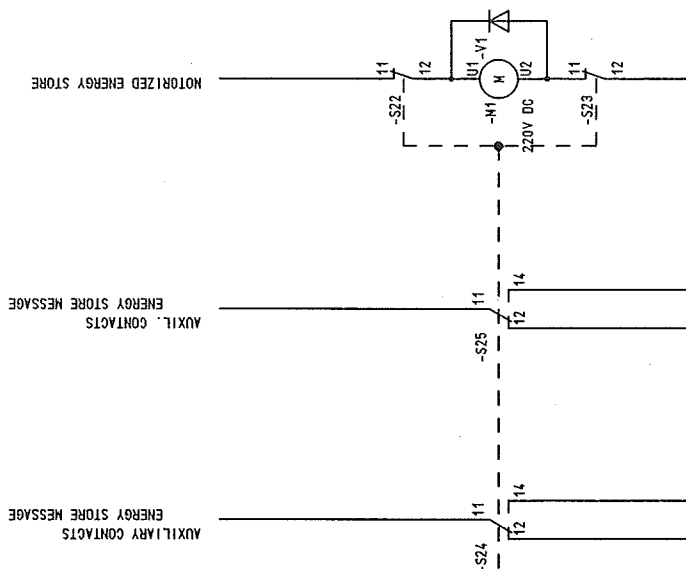 NOTORIZED ENERGY STORE
11
-S22
12
U1
-V1
M
-M1
U2
220V DC
11
-S23
12
AUXIL. CONTACTS
ENERGY STORE MESSAGE
11
-S25
12
14
AUXILIARY CONTACTS
ENERGY STORE MESSAGE
11
-S24
12
14